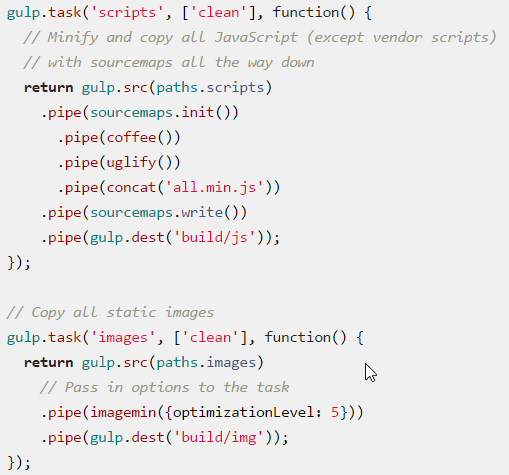 gulp.task('scripts', ['clean'], function() {
  // Minify and copy all JavaScript (except vendor scripts)
  // with sourcemaps all the way down
  return gulp.src(paths.scripts)
    .pipe(sourcemaps.init())
      .pipe(coffee())
      .pipe(uglify())
      .pipe(concat('all.min.js'))
    .pipe(sourcemaps.write())
    .pipe(gulp.dest('build/js'));
});

// Copy all static images
gulp.task('images', ['clean'], function() {
  return gulp.src(paths.images)
    // Pass in options to the task
    .pipe(imagemin({optimizationLevel: 5}))
    .pipe(gulp.dest('build/img'));
});